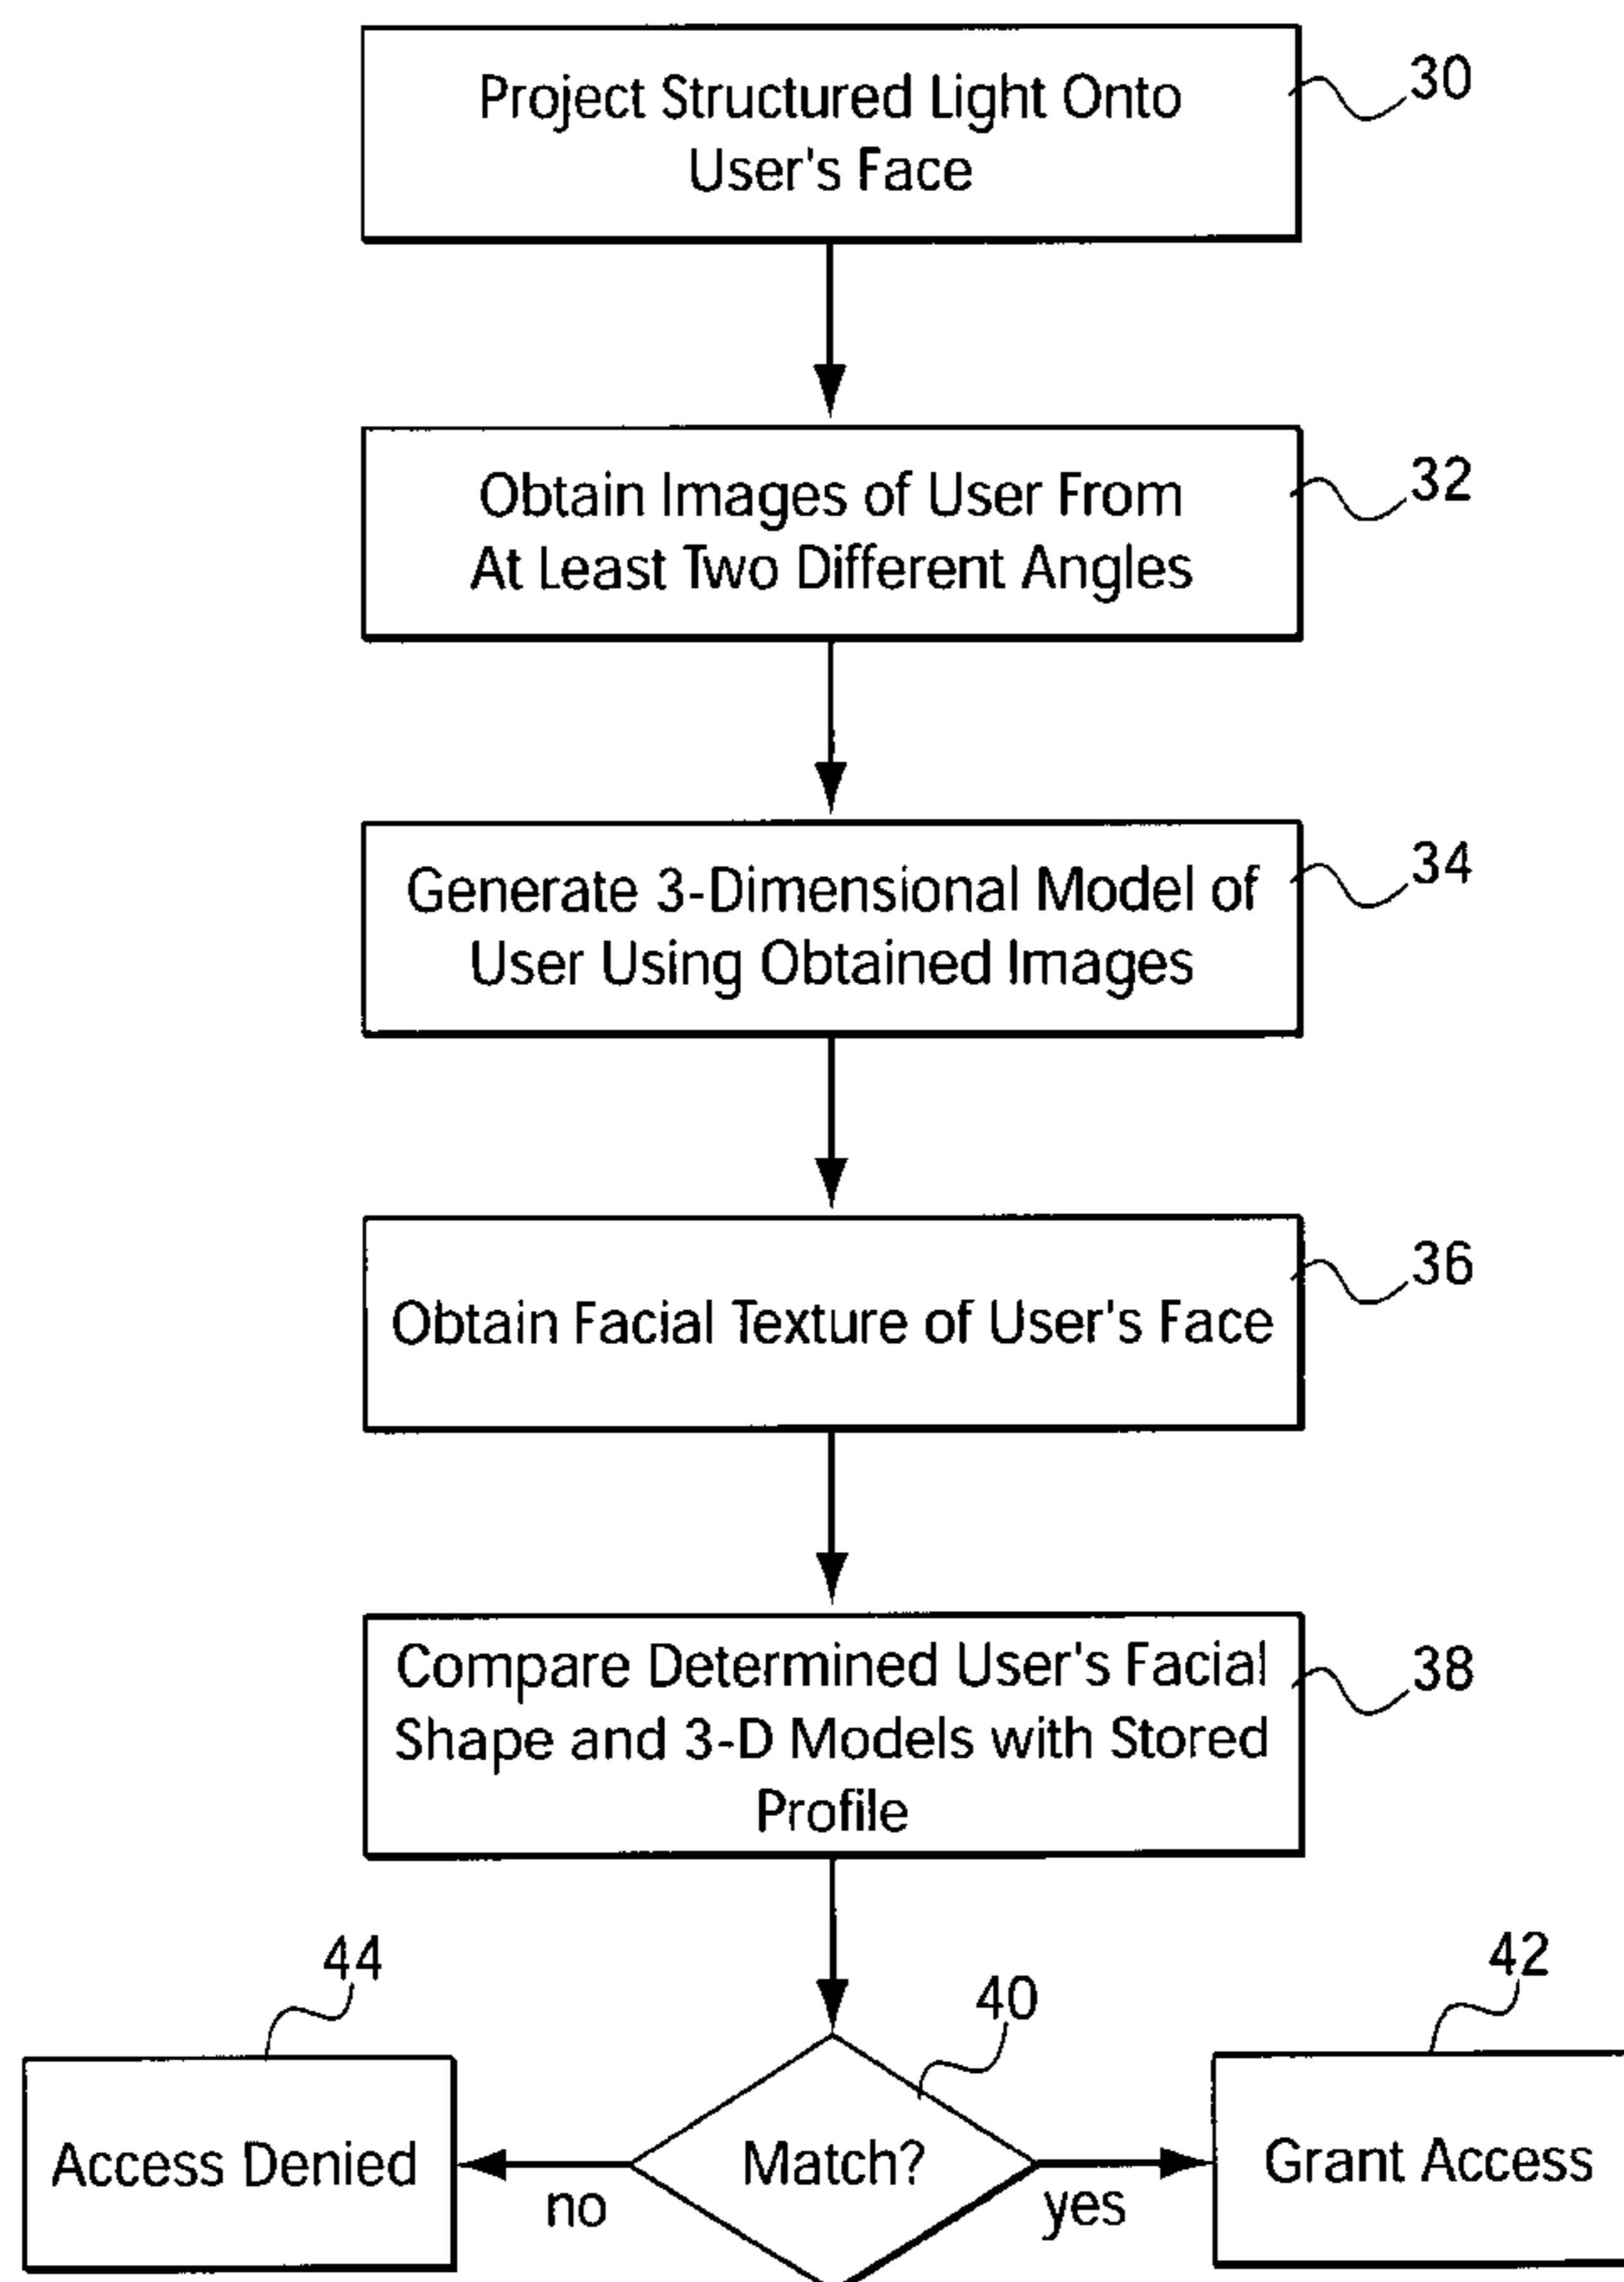 Project Structured Light Onto
User's Face
30
Obtain Images of User From
At Least Two Different Angles
32
Generate 3-Dimensional Model of
User Using Obtained Images
34
Obtain Facial Texture of User's Face
36
Compare Determined User's Facial
Shape and 3-D Models with Stored
Profile
38
44
40
42
Access Denied
no
Match?
yes
Grant Access